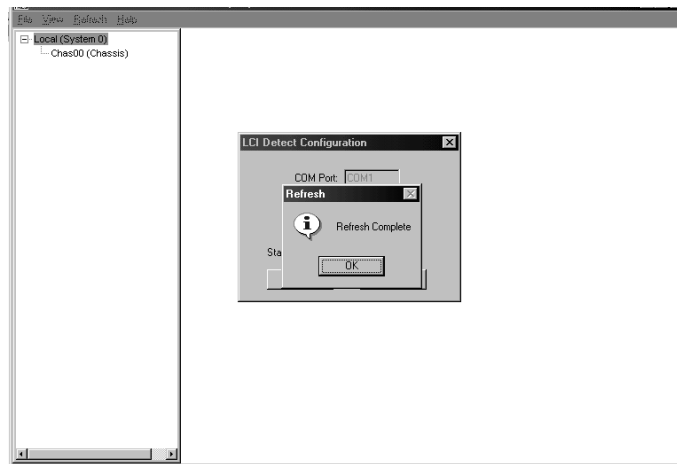 File View Refresh Help
Local (System 0)
Chas00 (Chassis)
LCI Detect Configuration
COM Port: COM1
Refresh
Refresh Complete
Sta
OK